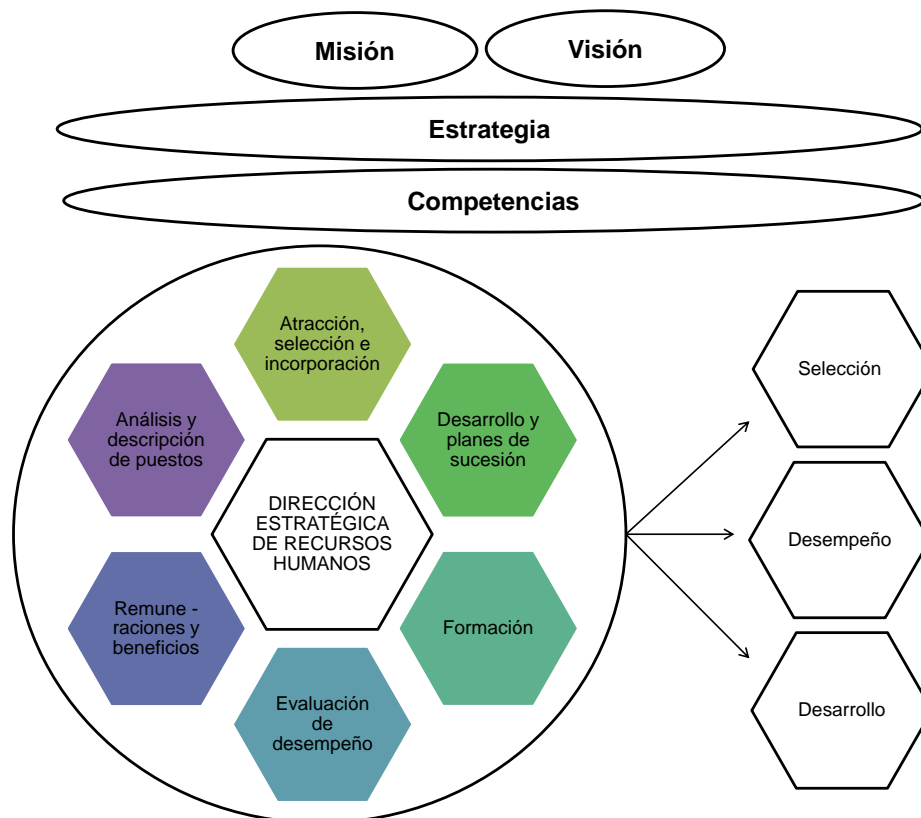 Misión
Visión
Estrategia
Competencias
Atracción,
selección e
incorporación
Análisis y
descripción
de puestos
Desarrollo y
planes de
sucesión
DIRECCIÓN
ESTRATÉGICA
DE RECURSOS
HUMANOS
Remune -
raciones y
beneficios
Formación
Evaluación
de
desempeño
Selección
Desempeño
Desarrollo